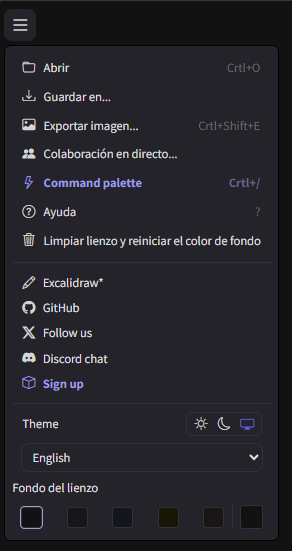 Abrir Crtl+O
Guardar en...
Exportar imagen... Crtl+Shift+E
Colaboración en directo...
Command palette Crtl+/
Ayuda ?
Limpiar lienzo y reiniciar el color de fondo
Excalidraw*
GitHub
Follow us
Discord chat
Sign up
Theme
English
Fondo del lienzo